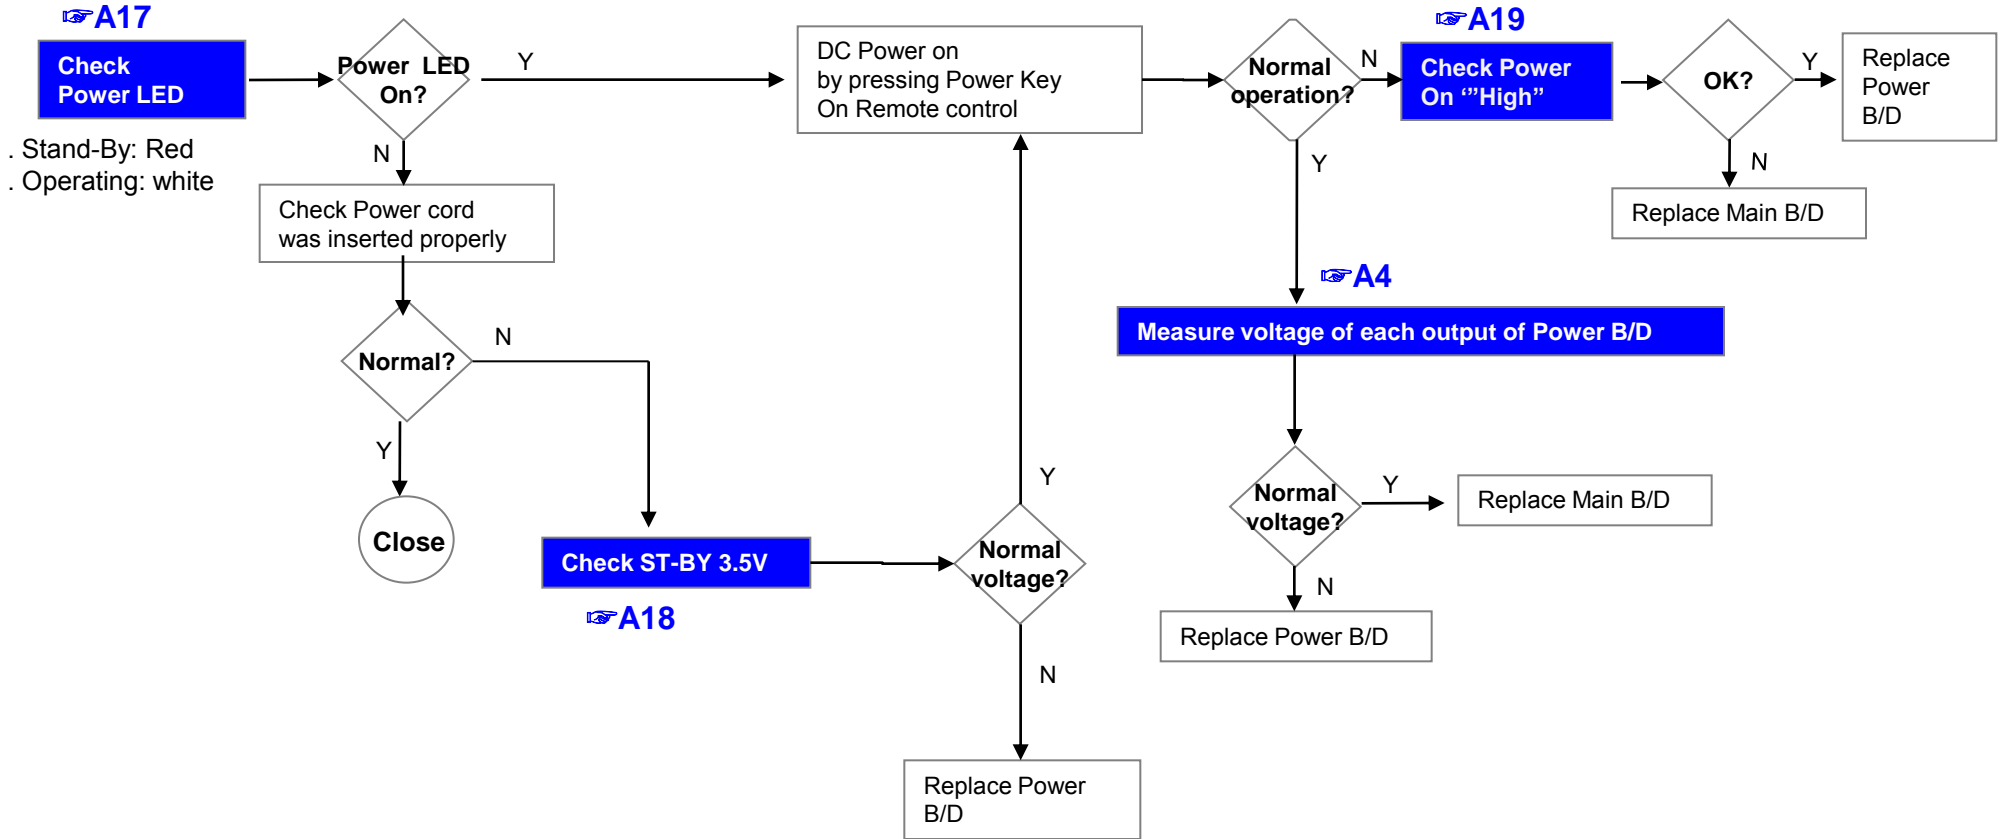 ☞A17
Check
Power LED
. Stand-By: Red
. Operating: white
Power LED
On?
Y
N
Check Power cord
was inserted properly
Normal?
N
Y
Close
Check ST-BY 3.5V
☞A18
Normal
voltage?
Y
N
Replace Power
B/D
DC Power on
by pressing Power Key
On Remote control
Normal
operation?
N
Y
☞A19
Check Power
On ‘”High”
OK?
Y
Replace
Power
B/D
N
Replace Main B/D
☞A4
Measure voltage of each output of Power B/D
Normal
voltage?
Y
Replace Main B/D
N
Replace Power B/D